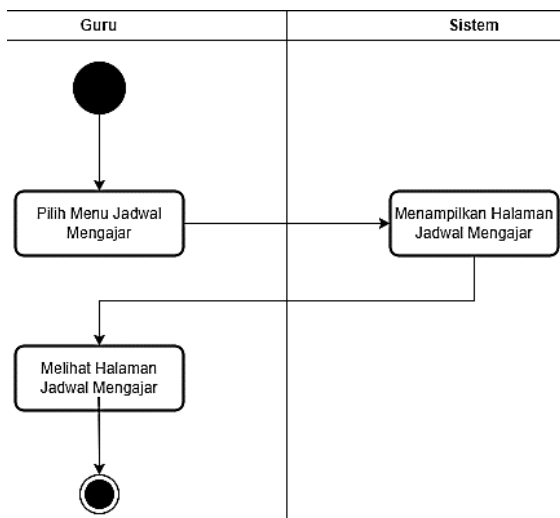 Guru
Sistem
Pilih Menu Jadwal
Mengajar
Menampilkan Halaman
Jadwal Mengajar
Melihat Halaman
Jadwal Mengajar